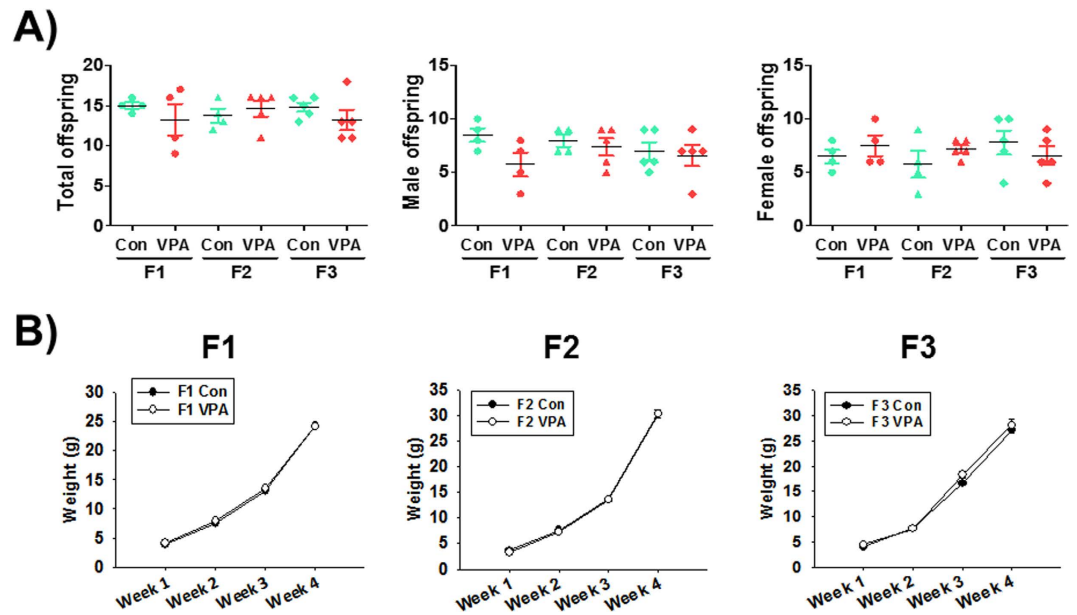 A)
Total offspring
20
15
10
5
0
Con VPA Con VPA Con VPA
F1 F2 F3
Male offspring
15
10
5
0
Con VPA Con VPA Con VPA
F1 F2 F3
Female offspring
15
10
5
0
Con VPA Con VPA Con VPA
F1 F2 F3
B)
F1
Weight (g)
30
25
20
15
10
5
0
F1 Con
F1 VPA
Week 1 Week 2 Week 3 Week 4
F2
Weight (g)
35
30
25
20
15
10
5
0
F2 Con
F2 VPA
Week 1 Week 2 Week 3 Week 4
F3
Weight (g)
35
30
25
20
15
10
5
0
F3 Con
F3 VPA
Week 1 Week 2 Week 3 Week 4